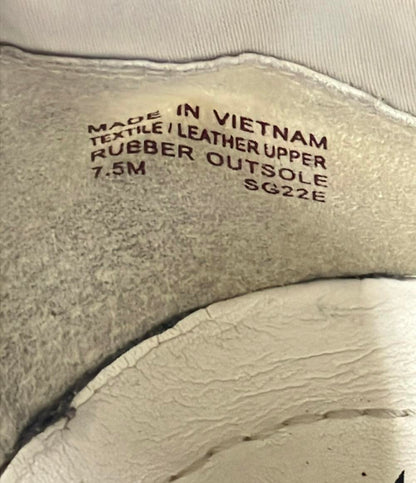 MADE IN VIETNAM
TEXTILE / LEATHER UPPER
RUBBER OUTSOLE
7.5M SG22E